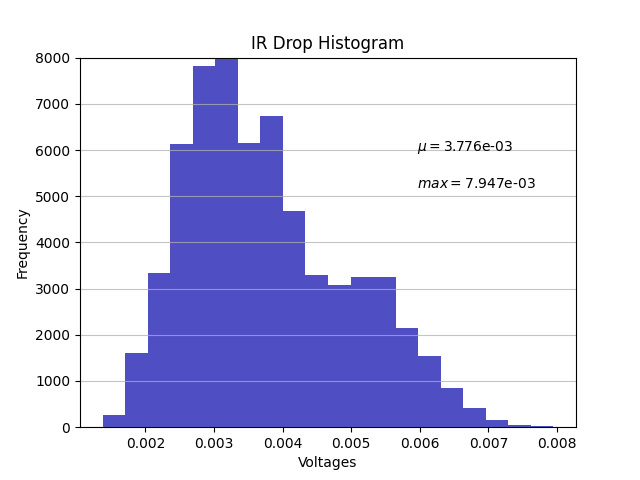 IR Drop Histogram
8000
7000
6000
5000
4000
3000
2000
1000
0
Frequency
μ = 3.776e-03
max = 7.947e-03
0.002 0.003 0.004 0.005 0.006 0.007 0.008
Voltages